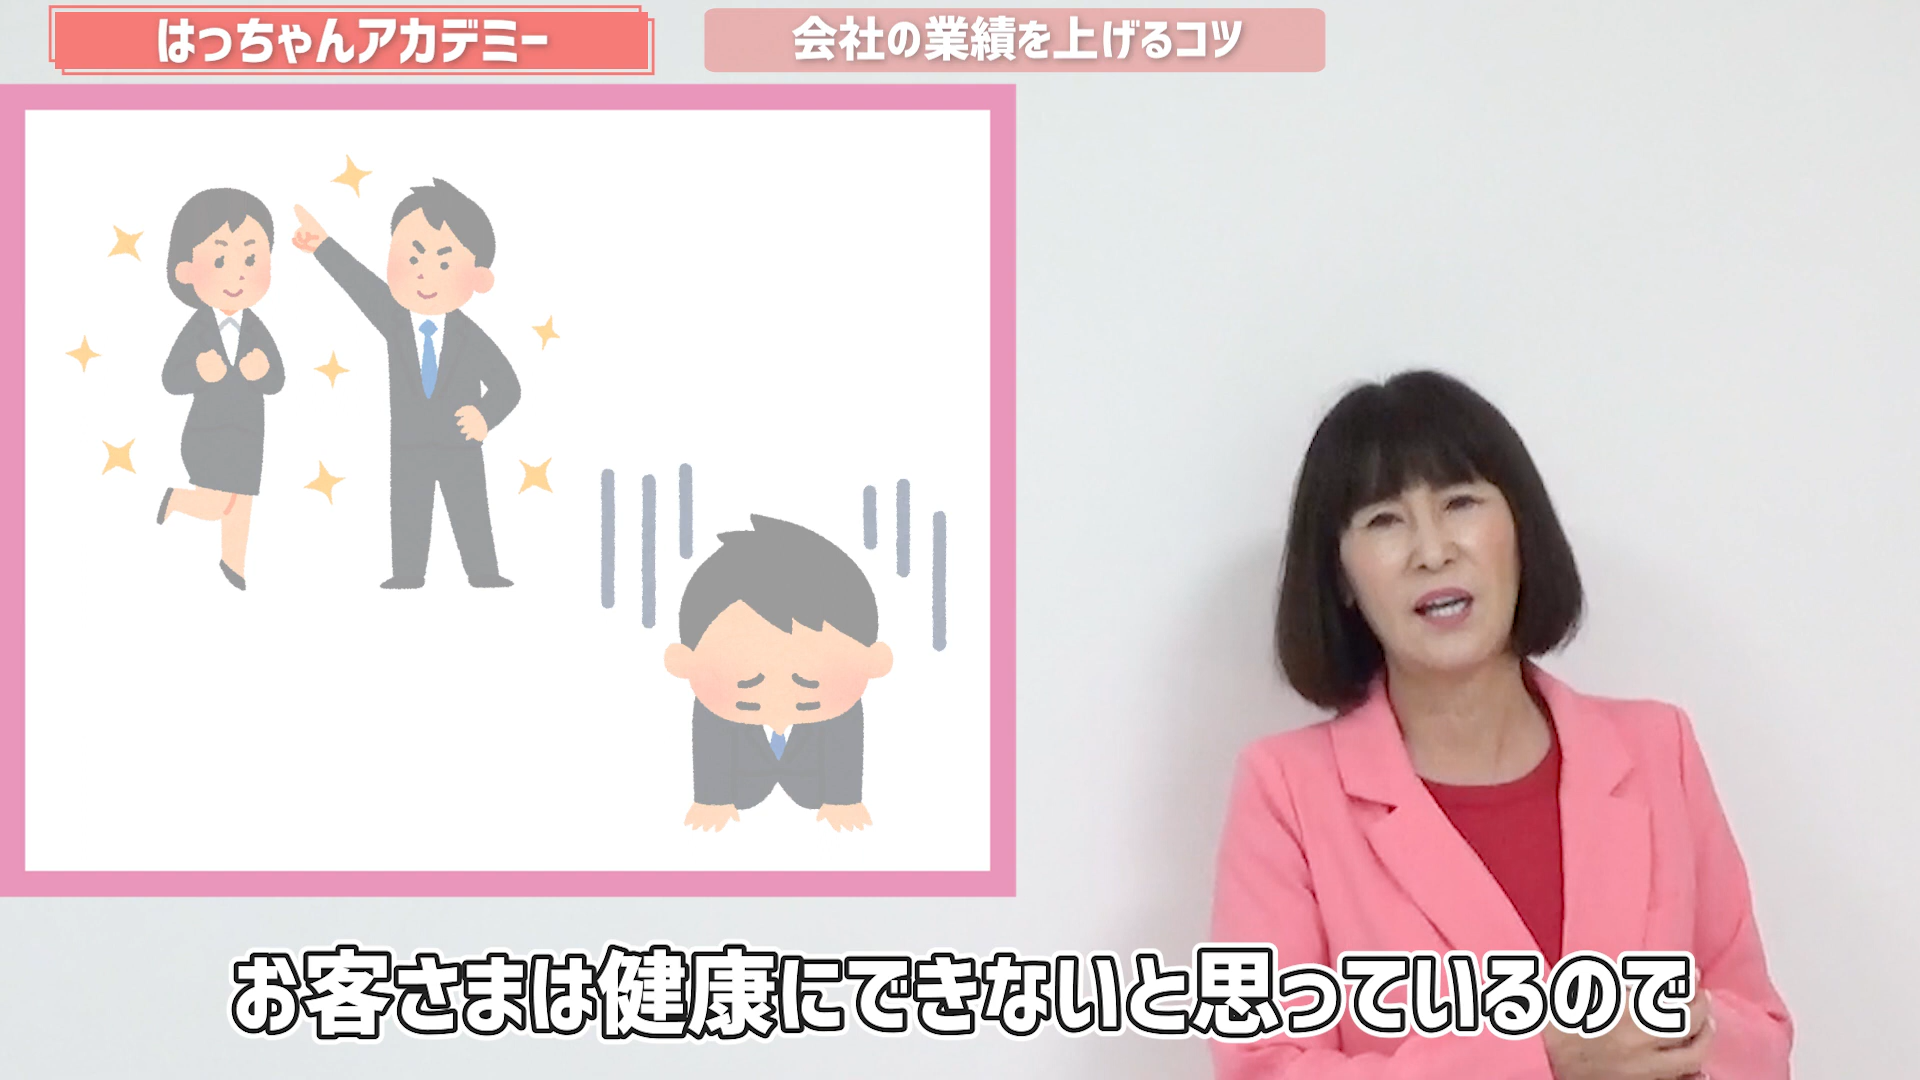 はっちゃんアカデミー
会社の業績を上げるコツ
お客さまは健康にできないと思っているので